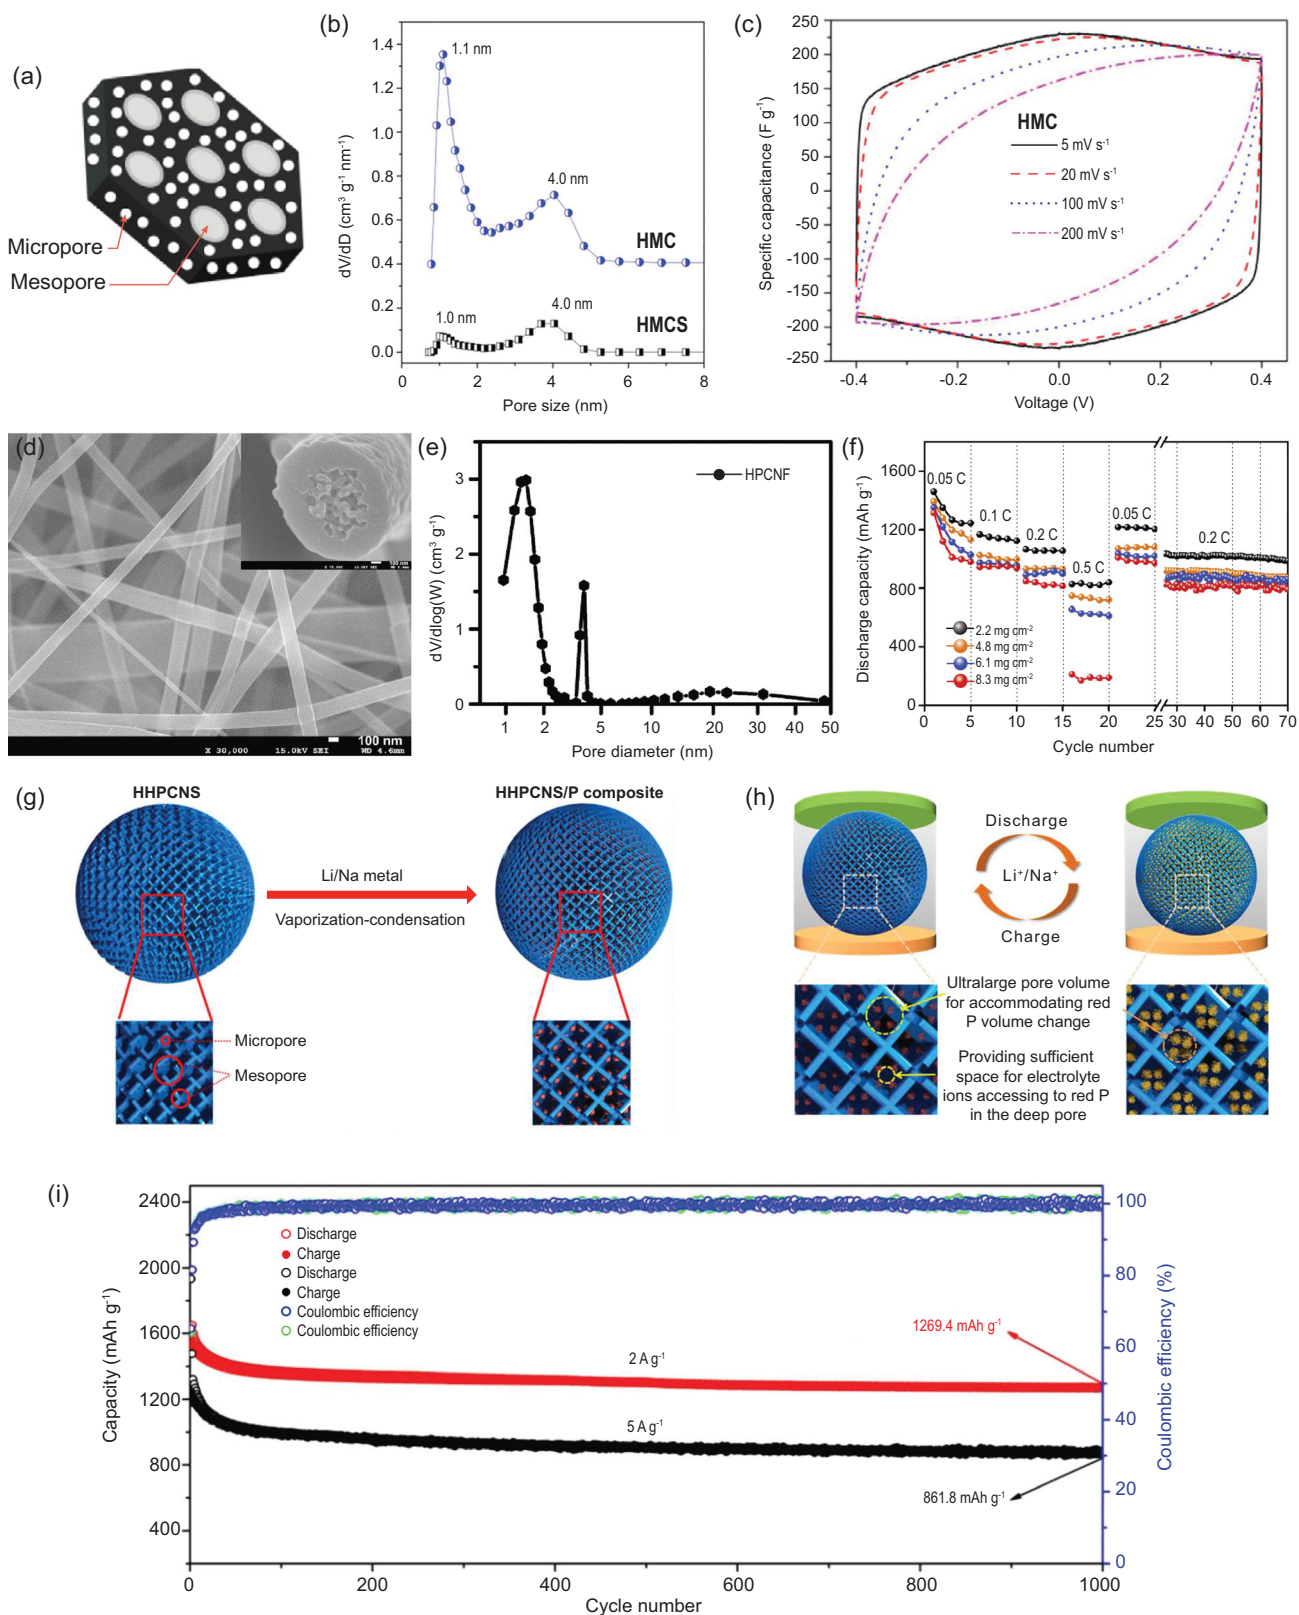 (a)
Micropore
Mesopore
(b)
dV/dD (cm³ g⁻¹ nm⁻¹)
1.4
1.2
1.0
0.8
0.6
0.4
0.2
0.0
1.1 nm
4.0 nm
HMC
1.0 nm
4.0 nm
HMCS
0 2 4 6 8
Pore size (nm)
(c)
Specific capacitance (F g⁻¹)
250
200
150
100
50
0
-50
-100
-150
-200
-250
HMC
5 mV s⁻¹
20 mV s⁻¹
100 mV s⁻¹
200 mV s⁻¹
-0.4 -0.2 0.0 0.2 0.4
Voltage (V)
(d)
100 nm
X 70,000 10.0kV SEI
100 nm
X 30,000 15.0kV SEI WD 4.6mm
(e)
dV/dlog(W) (cm³ g⁻¹)
3
2
1
0
HPCNF
1 2 5 10 20 30 40 50
Pore diameter (nm)
(f)
Discharge capacity (mAh g⁻¹)
1600
1200
800
400
0
0.05 C
0.1 C
0.2 C
0.5 C
0.05 C
0.2 C
2.2 mg cm⁻²
4.8 mg cm⁻²
6.1 mg cm⁻²
8.3 mg cm⁻²
0 5 10 15 20 25 30 40 50 60 70
Cycle number
(g)
HHPCNS
HHPCNS/P composite
Li/Na metal
Vaporization-condensation
Micropore
Mesopore
(h)
Discharge
Li⁺/Na⁺
Charge
Ultralarge pore volume
for accommodating red
P volume change
Providing sufficient
space for electrolyte
ions accessing to red P
in the deep pore
(i)
Capacity (mAh g⁻¹)
2400
2000
1600
1200
800
400
Discharge
Charge
Discharge
Charge
Coulombic efficiency
Coulombic efficiency
2 A g⁻¹
1269.4 mAh g⁻¹
5 A g⁻¹
861.8 mAh g⁻¹
100
80
60
40
20
0
Coulombic efficiency (%)
0 200 400 600 800 1000
Cycle number